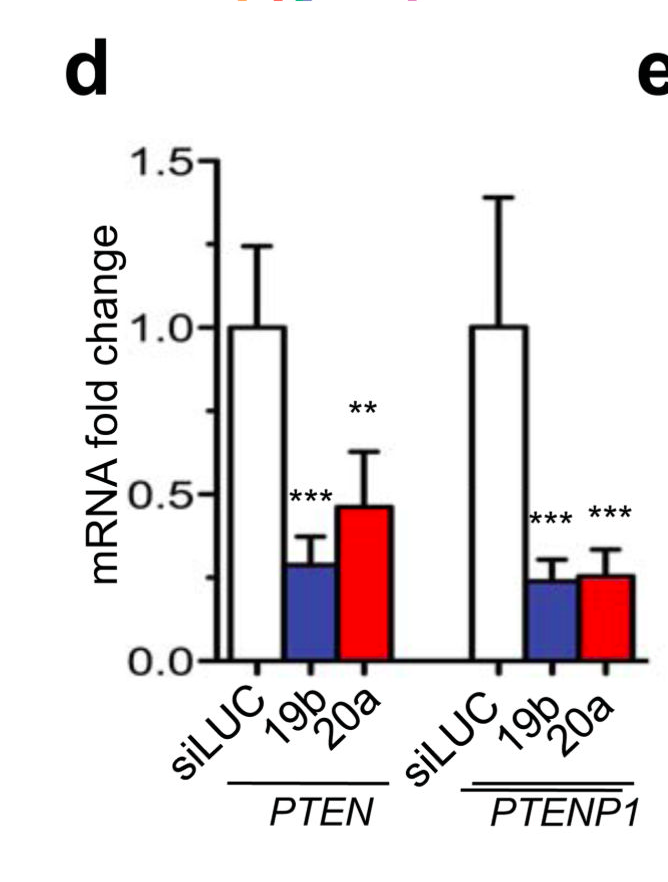 d
e
1.5
1.0
0.5
0.0
mRNA fold change
**
***
***
***
siLUC
19b
20a
siLUC
19b
20a
PTEN
PTENP1